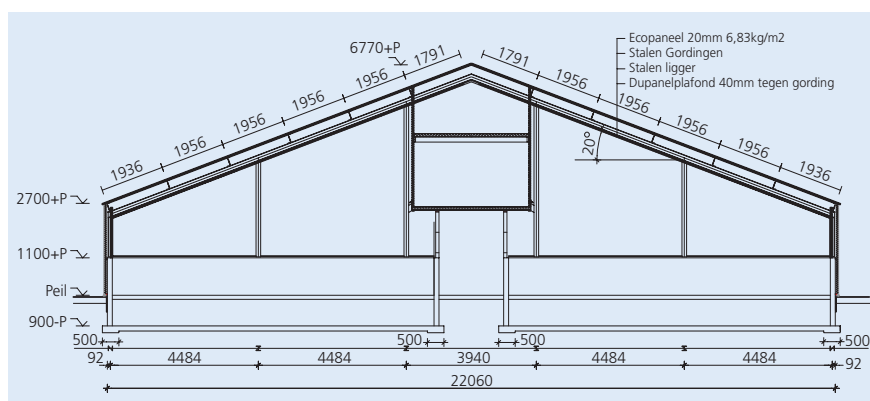 Ecopaneel 20mm 6,83kg/m2
Stalen Gordingen
Stalen ligger
Dupanelplafond 40mm tegen gording
6770+P
1791
1791
1956
1956
1956
1956
1956
1956
1956
1956
1936
1936
20°
2700+P
1100+P
Peil
900-P
500
500
500
500
92
4484
4484
3940
4484
4484
92
22060